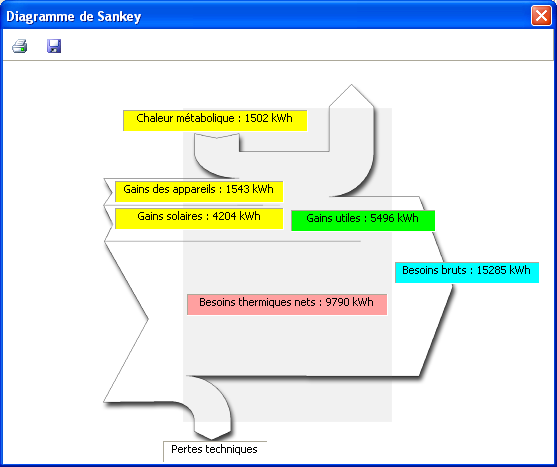 Diagramme de Sankey
Chaleur métabolique : 1502 kWh
Gains des appareils : 1543 kWh
Gains solaires : 4204 kWh
Gains utiles : 5496 kWh
Besoins bruts : 15285 kWh
Besoins thermiques nets : 9790 kWh
Pertes techniques